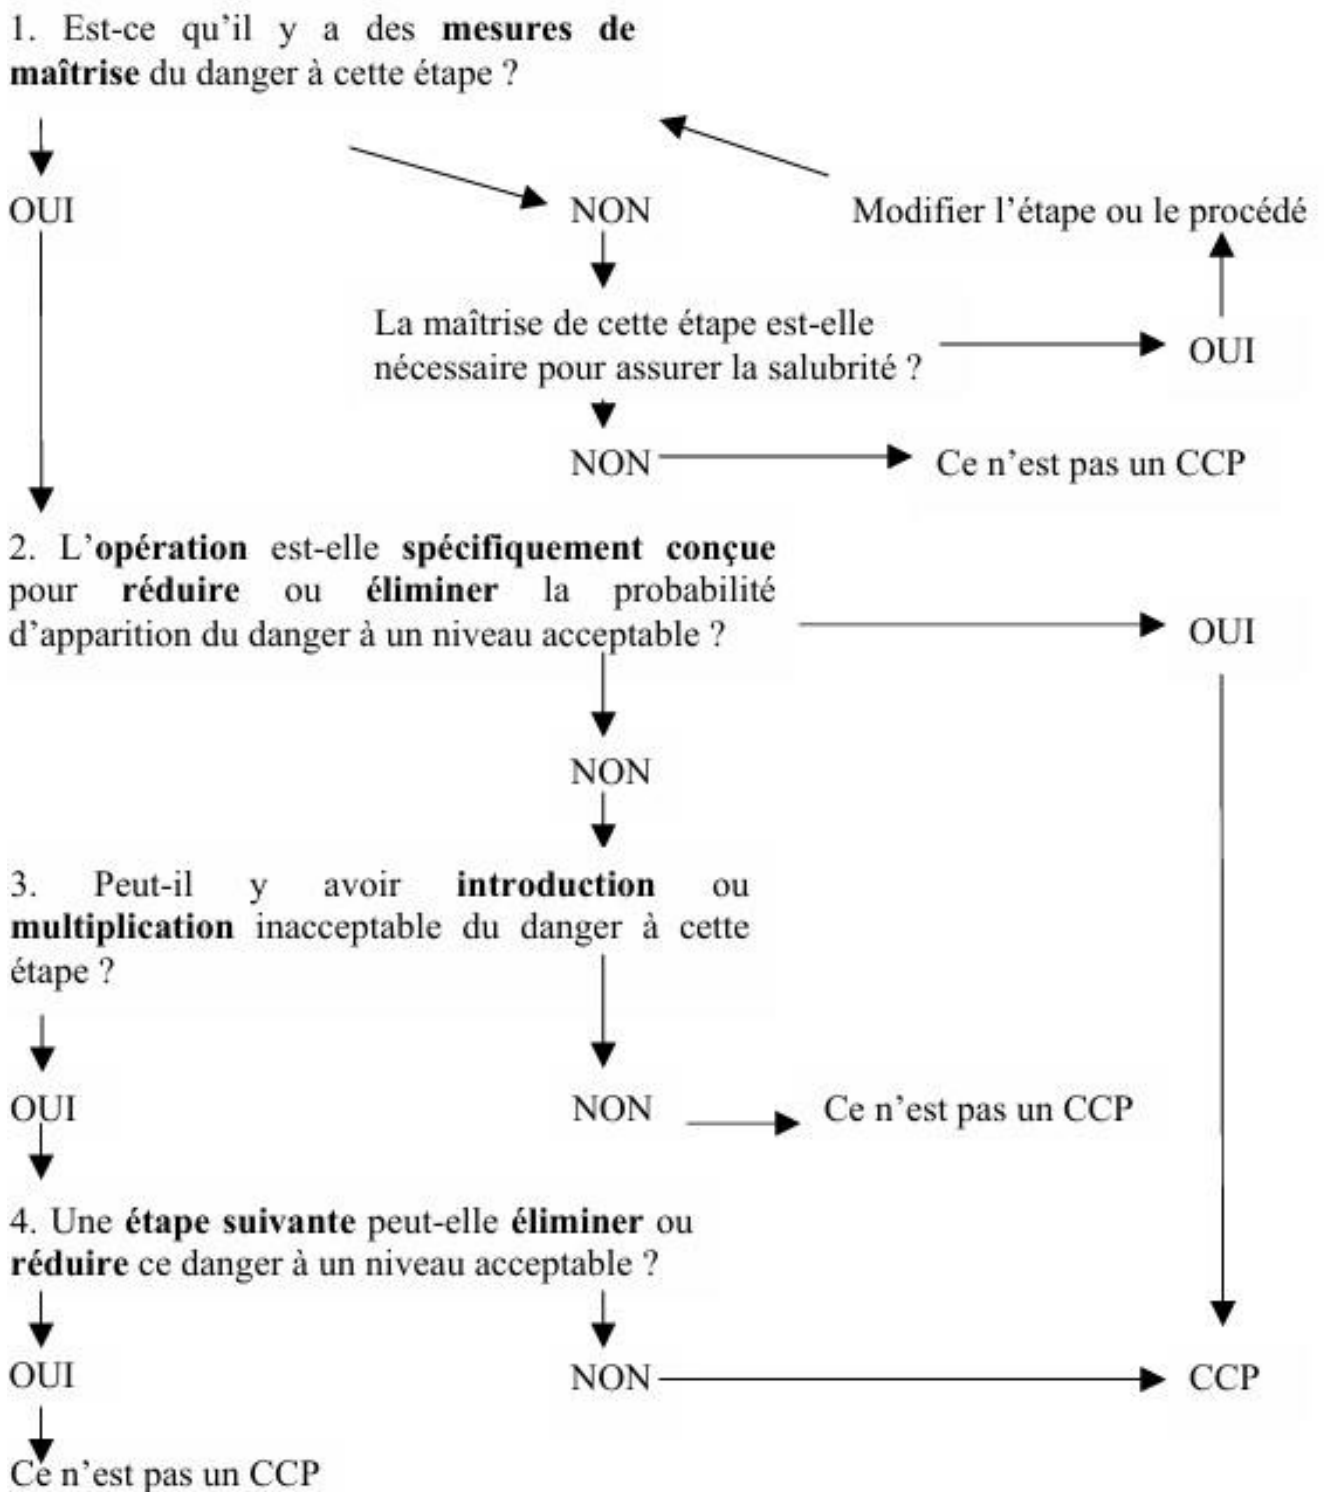 1. Est-ce qu'il y a des mesures de
maîtrise du danger à cette étape ?
OUI
NON
Modifier l'étape ou le procédé
La maîtrise de cette étape est-elle
nécessaire pour assurer la salubrité ?
OUI
NON
Ce n'est pas un CCP
2. L'opération est-elle spécifiquement conçue
pour réduire ou éliminer la probabilité
d'apparition du danger à un niveau acceptable ?
OUI
NON
3. Peut-il y avoir introduction ou
multiplication inacceptable du danger à cette
étape ?
OUI
NON
Ce n'est pas un CCP
4. Une étape suivante peut-elle éliminer ou
réduire ce danger à un niveau acceptable ?
OUI
NON
CCP
Ce n'est pas un CCP